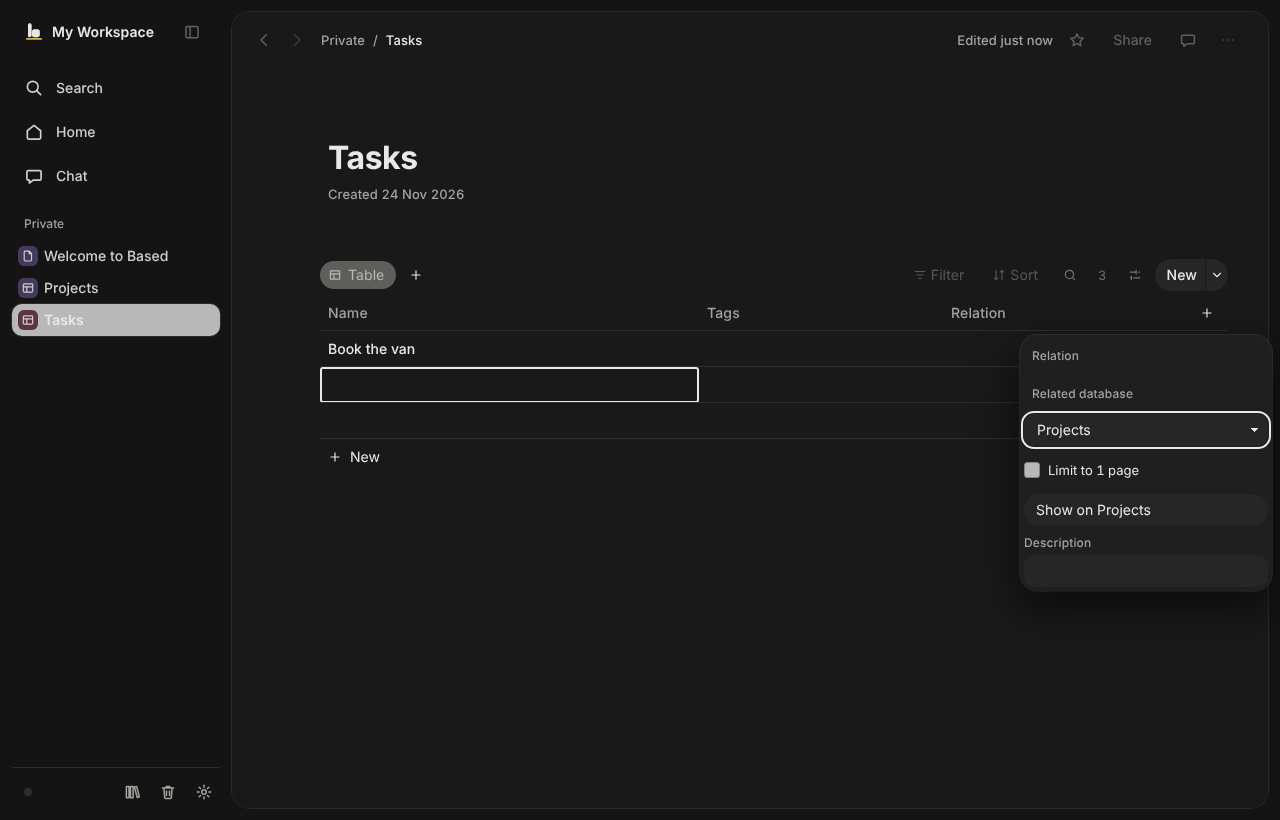 My Workspace
Search
Home
Chat
Private
Welcome to Based
Projects
Tasks
Private / Tasks
Edited just now
Share
Tasks
Created 24 Nov 2026
Table
Filter
Sort
3
New
Name
Tags
Relation
Book the van
New
Relation
Related database
Projects
Limit to 1 page
Show on Projects
Description